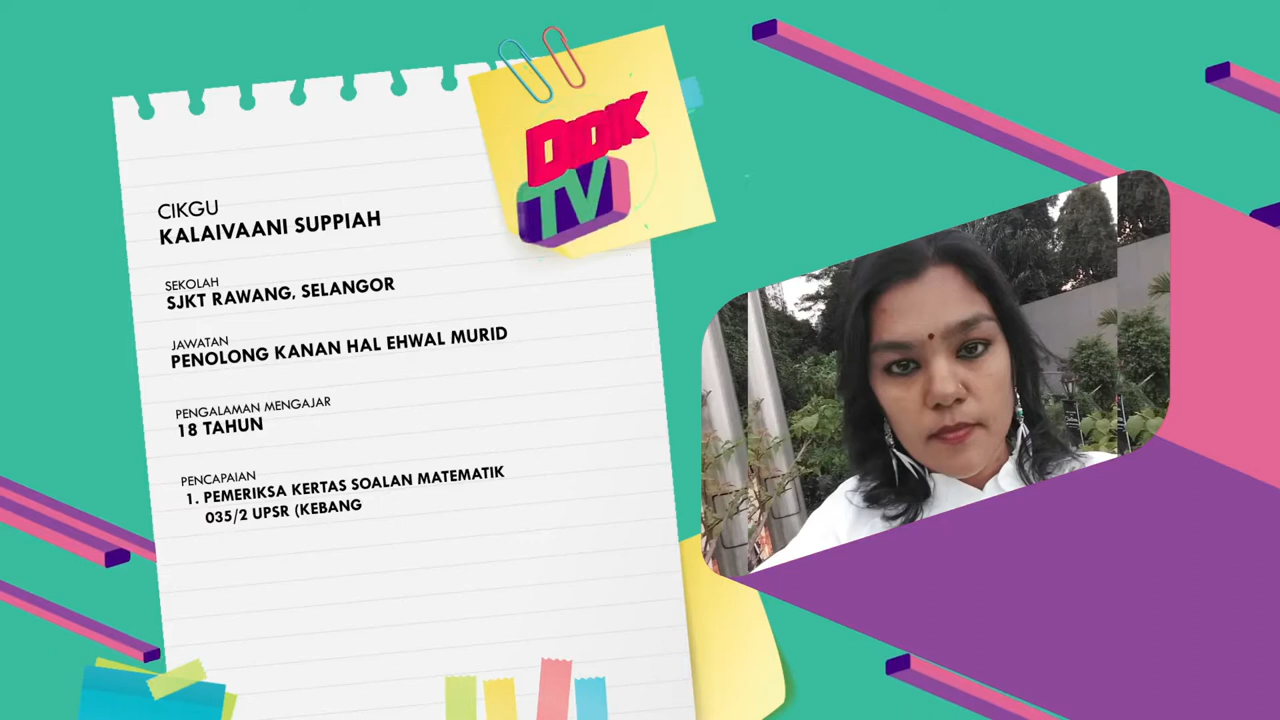 DIDIK
TV
CIKGU
KALAIVAANI SUPPIAH
SEKOLAH
SJKT RAWANG, SELANGOR
JAWATAN
PENOLONG KANAN HAL EHWAL MURID
PENGALAMAN MENGAJAR
18 TAHUN
PENCAPAIAN
1. PEMERIKSA KERTAS SOALAN MATEMATIK
035/2 UPSR (KEBANG